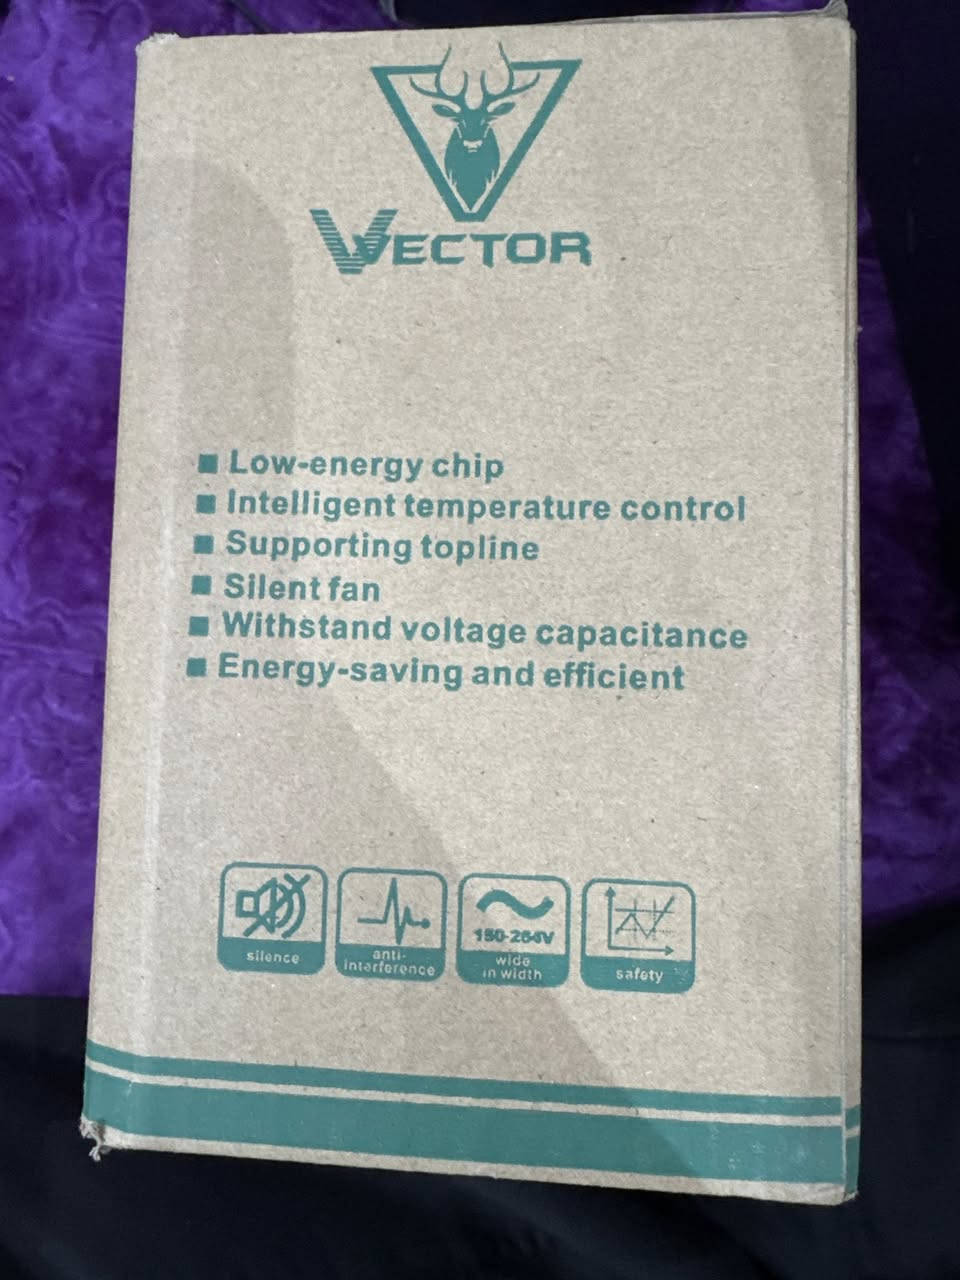 VECTOR
Low-energy chip
Intelligent temperature control
Supporting topline
Silent fan
Withstand voltage capacitance
Energy-saving and efficient
silence
anti-
interference
wide
in width
safety